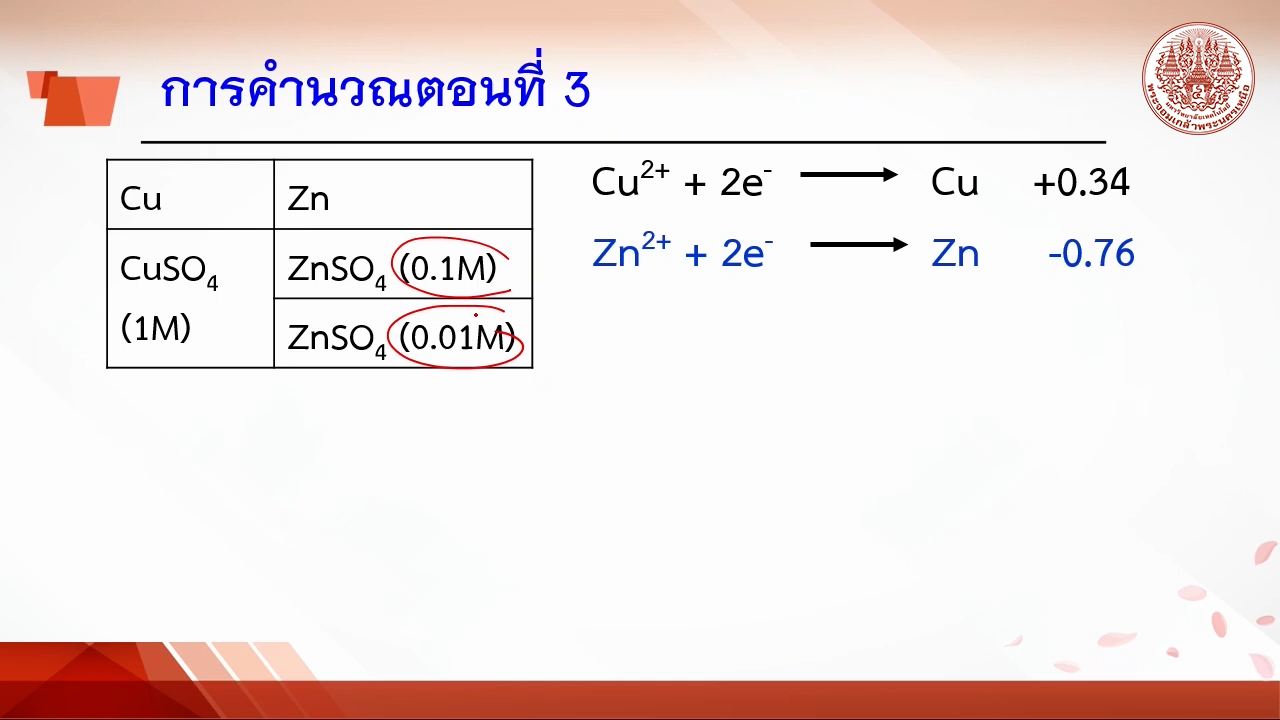 การคำนวณตอนที่ 3
Cu Zn
CuSO₄ ZnSO₄ (0.1M)
(1M) ZnSO₄ (0.01M)
Cu²⁺ + 2e⁻ ⟶ Cu +0.34
Zn²⁺ + 2e⁻ ⟶ Zn -0.76